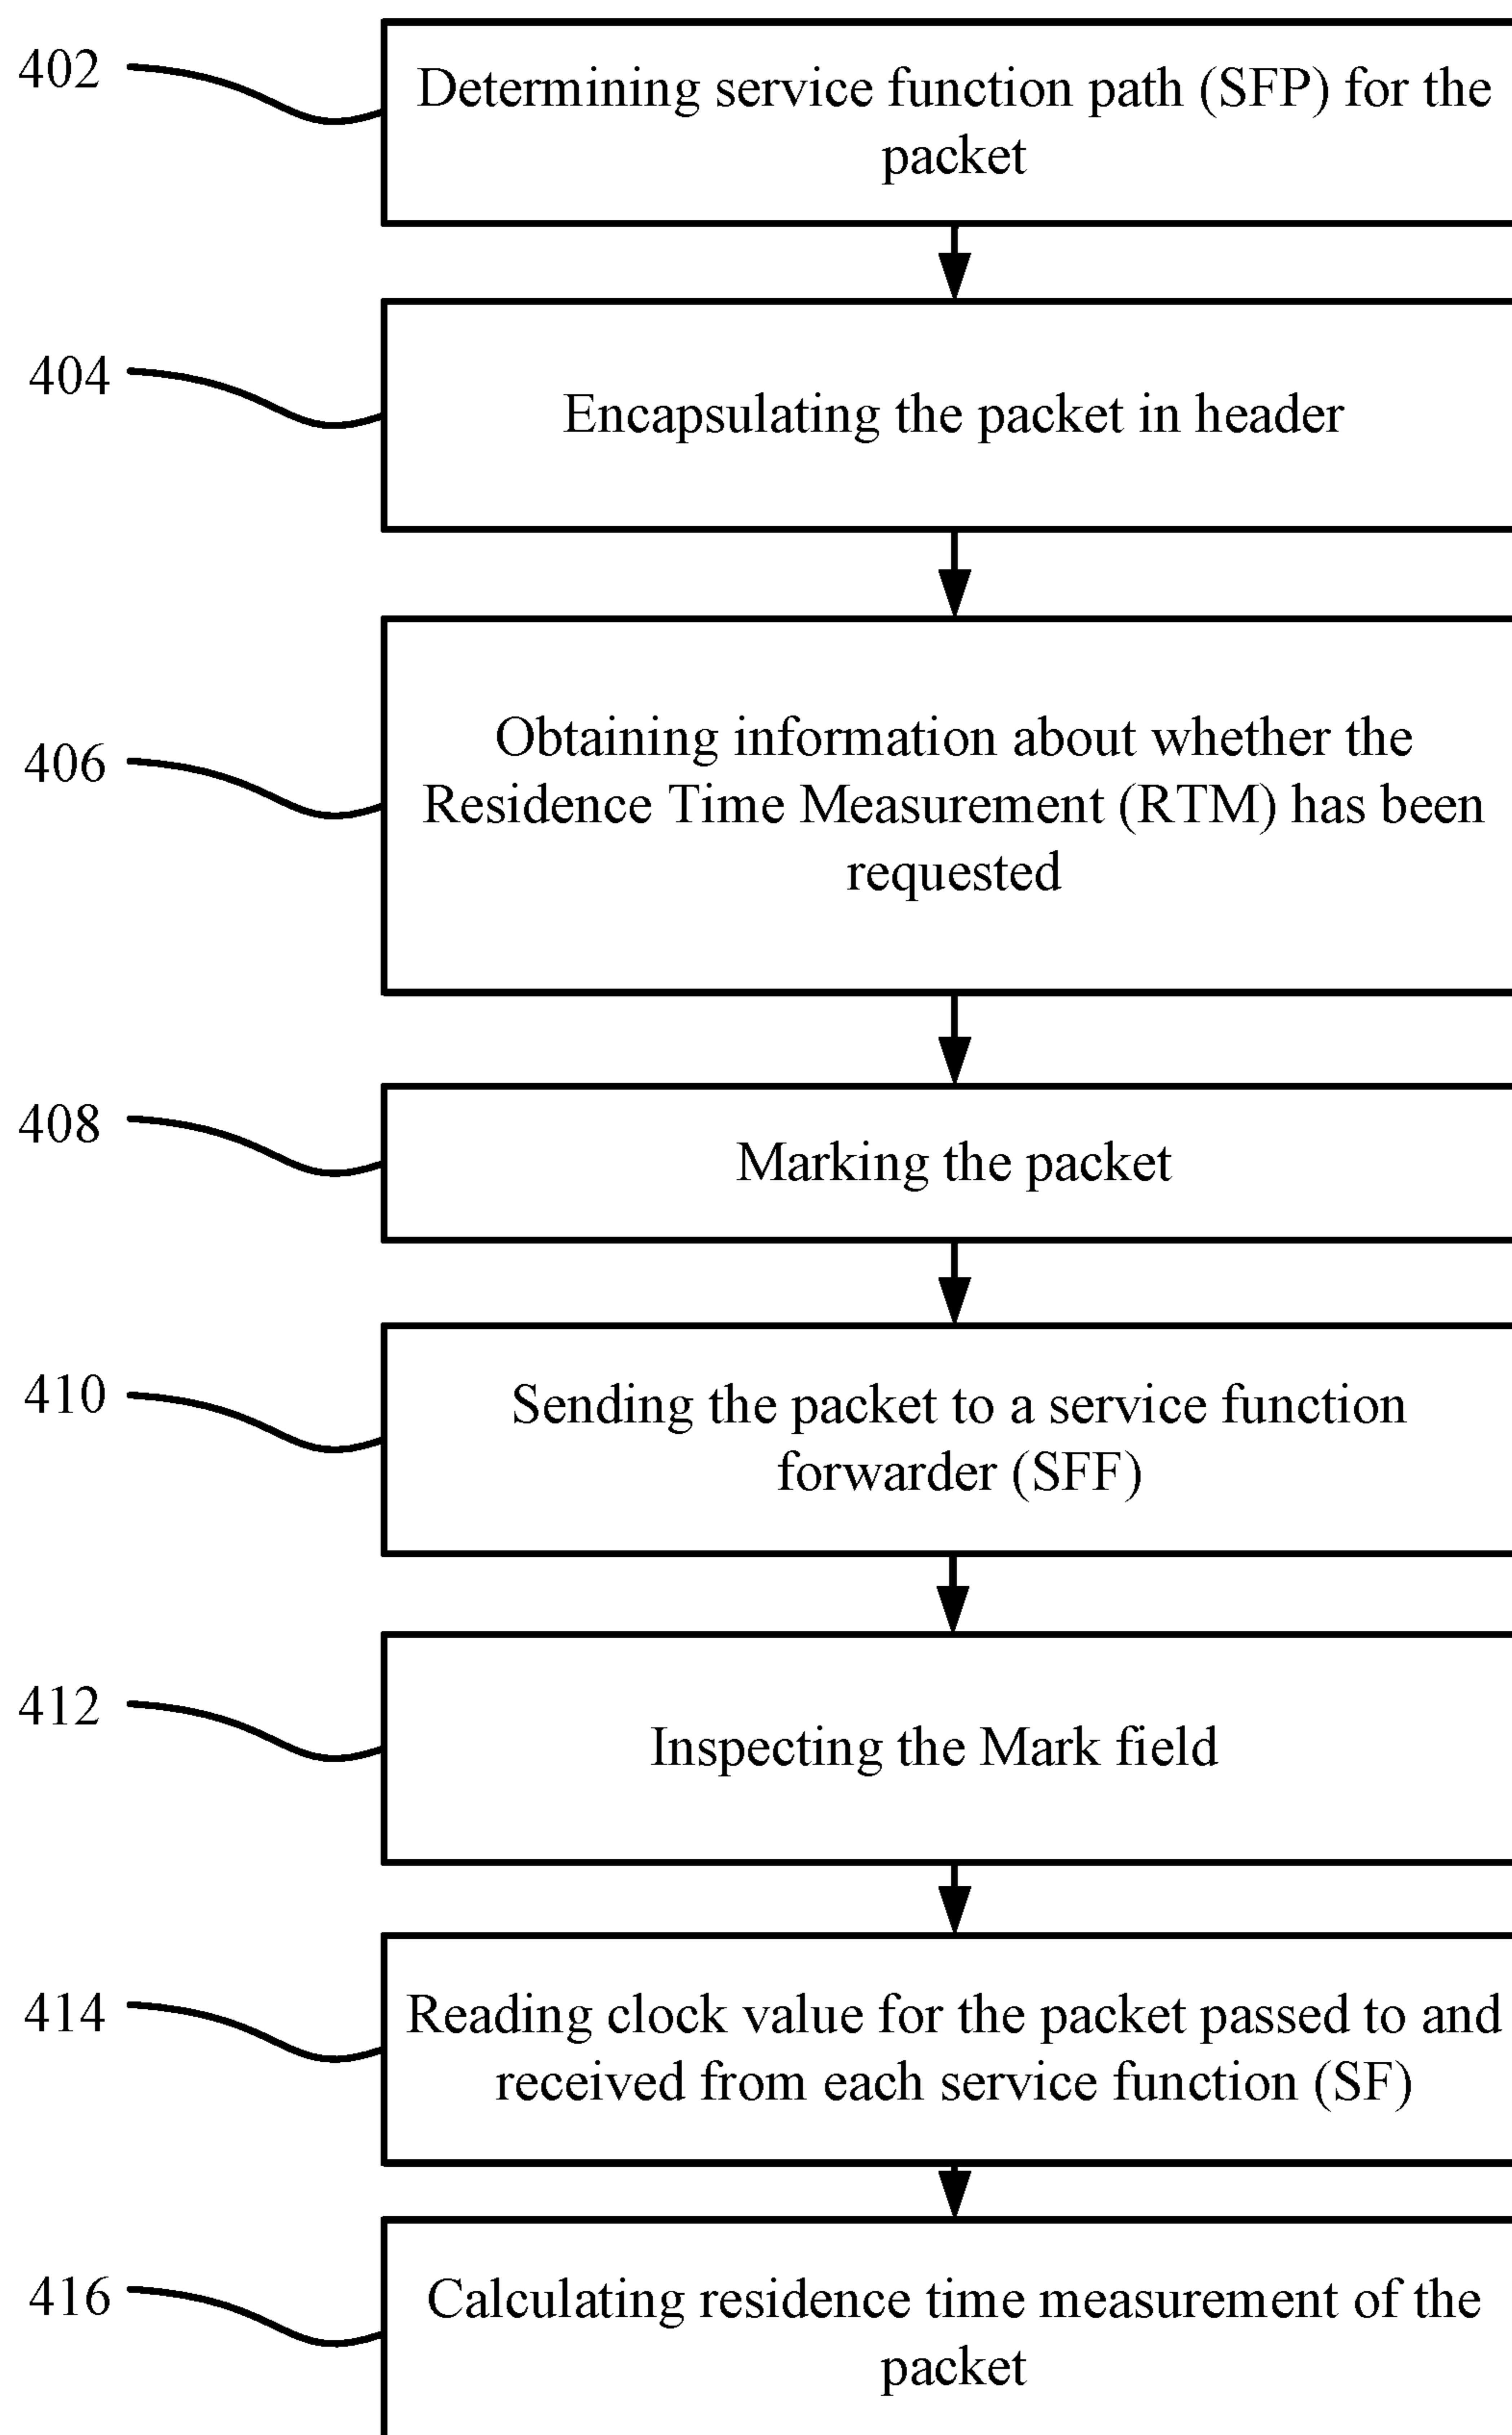 402
Determining service function path (SFP) for the
packet
404
Encapsulating the packet in header
406
Obtaining information about whether the
Residence Time Measurement (RTM) has been
requested
408
Marking the packet
410
Sending the packet to a service function
forwarder (SFF)
412
Inspecting the Mark field
414
Reading clock value for the packet passed to and
received from each service function (SF)
416
Calculating residence time measurement of the
packet